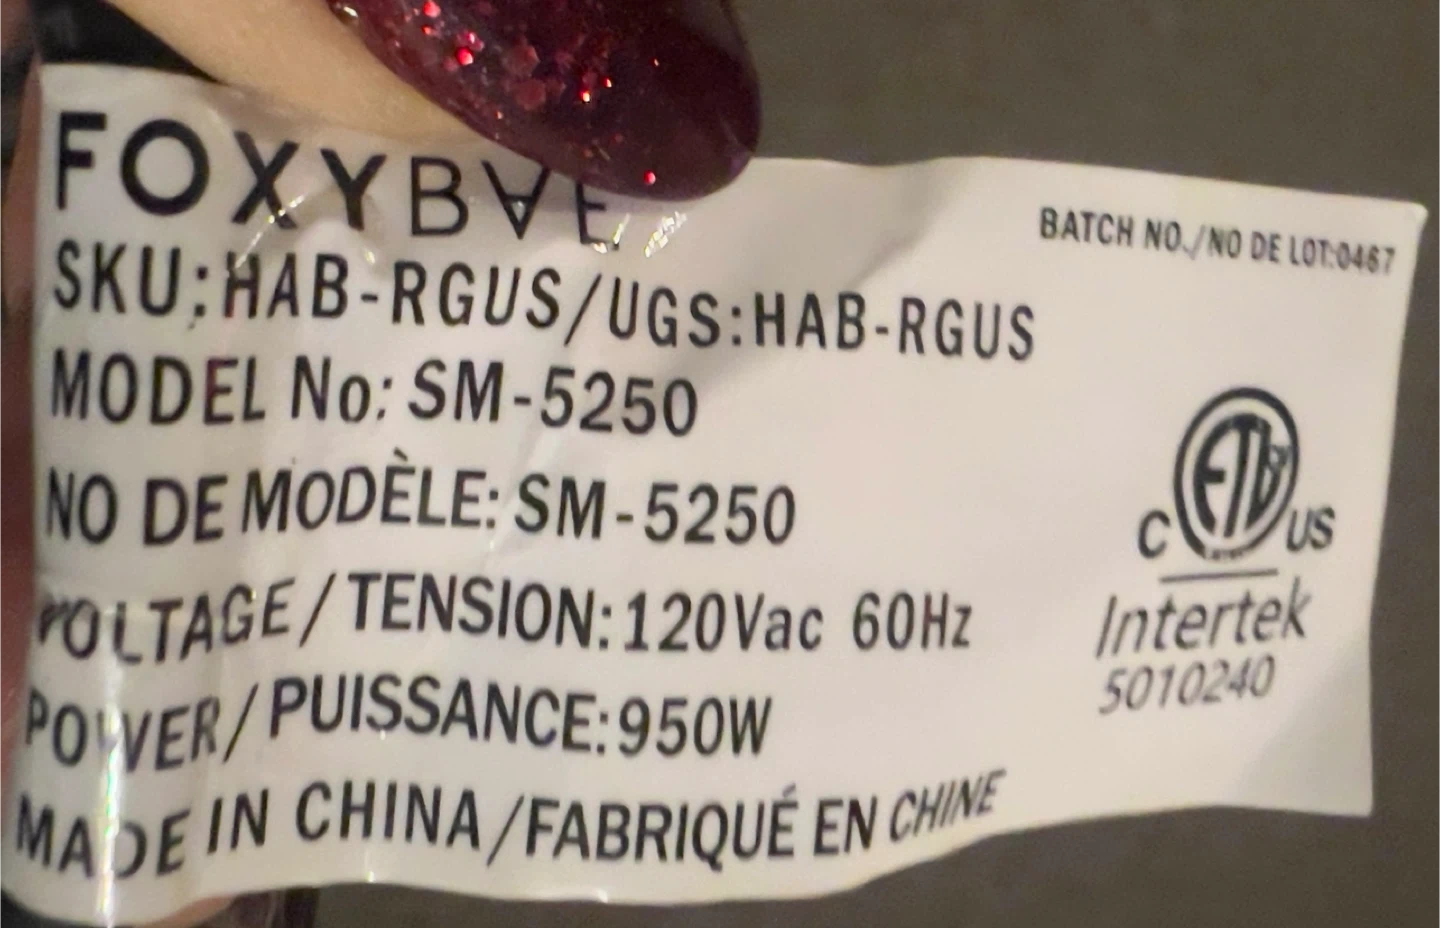 FOXYBAE
BATCH NO./NO DE LOT:0467
SKU:HAB-RGUS/UGS:HAB-RGUS
MODEL No: SM-5250
NO DE MODÈLE: SM-5250
VOLTAGE/TENSION:120Vac 60Hz
POWER/PUISSANCE:950W
MADE IN CHINA/FABRIQUÉ EN CHINE
ETL
C US
Intertek
5010240